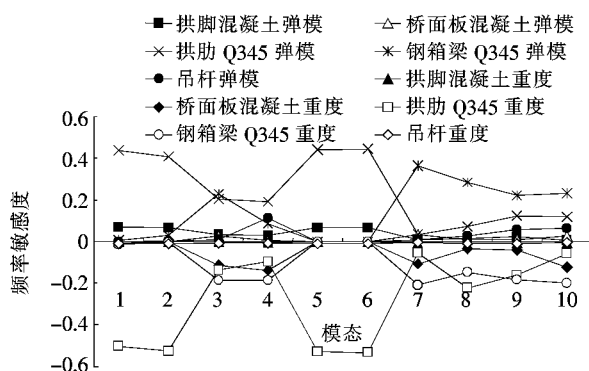 拱脚混凝土弹模 桥面板混凝土弹模
拱肋 Q345 弹模 钢箱梁 Q345 弹模
吊杆弹模 拱脚混凝土重度
桥面板混凝土重度 拱肋 Q345 重度
钢箱梁 Q345 重度 吊杆重度
频率敏感度
0.6
0.4
0.2
0
-0.2
-0.4
-0.6
1 2 3 4 5 6 7 8 9 10
模态